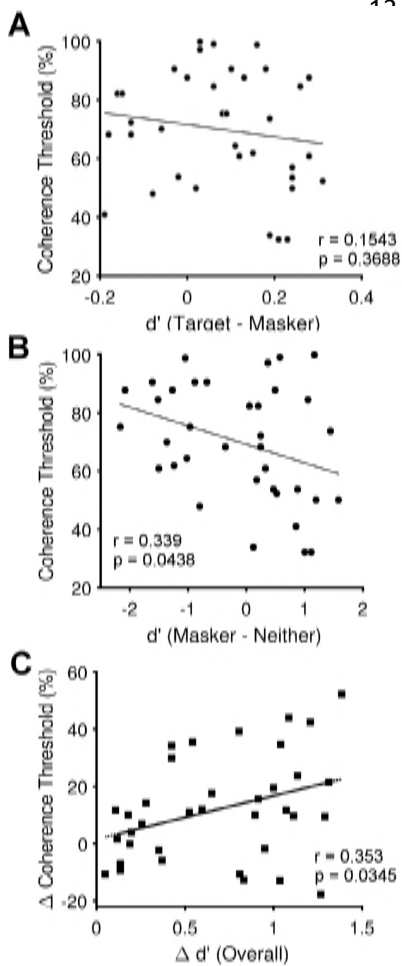 A
Coherence Threshold (%)
100
80
60
40
20
-0.2
0
0.2
0.4
r = 0.1543
p = 0.3688
d' (Target - Masker)
B
Coherence Threshold (%)
100
80
60
40
20
-2
-1
0
1
2
r = 0.339
p = 0.0438
d' (Masker - Neither)
C
Δ Coherence Threshold (%)
60
40
20
0
-20
0
0.5
1
1.5
r = 0.353
p = 0.0345
Δ d' (Overall)